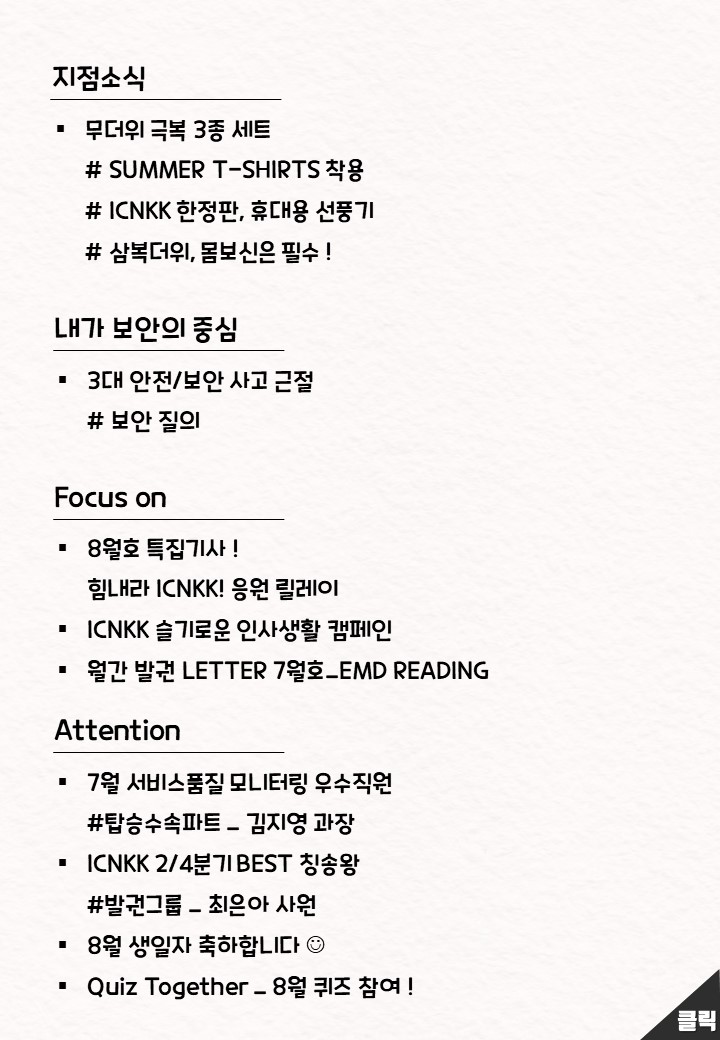 지점소식
▪ 무더위 극복 3종 세트
# SUMMER T-SHIRTS 착용
# ICNKK 한정판, 휴대용 선풍기
# 삼복더위, 몸보신은 필수 !
내가 보안의 중심
▪ 3대 안전/보안 사고 근절
# 보안 질의
Focus on
▪ 8월호 특집기사 !
힘내라 ICNKK! 응원 릴레이
▪ ICNKK 슬기로운 인사생활 캠페인
▪ 월간 발권 LETTER 7월호_EMD READING
Attention
▪ 7월 서비스품질 모니터링 우수직원
#탑승수속파트 _ 김지영 과장
▪ ICNKK 2/4분기 BEST 칭송왕
#발권그룹 _ 최은아 사원
▪ 8월 생일자 축하합니다 ☺
▪ Quiz Together _ 8월 퀴즈 참여 !
클릭